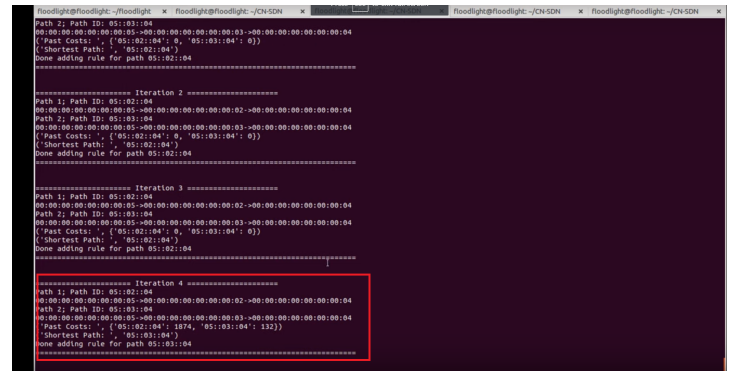 floodlight@floodlight: ~/floodlight × floodlight@floodlight: ~/CN-SDN × × floodlight@floodlight: ~/CN-SDN × floodlight@floodlight: ~/CN-SDN ×
Path 2; Path ID: 05::03::04
00:00:00:00:00:00:00:05->00:00:00:00:00:00:00:03->00:00:00:00:00:00:00:04
('Past Costs: ', {'05::02::04': 0, '05::03::04': 0})
('Shortest Path: ', '05::02::04')
Done adding rule for path 05::02::04
======================================================================
===================== Iteration 2 ====================
Path 1; Path ID: 05::02::04
00:00:00:00:00:00:00:05->00:00:00:00:00:00:00:02->00:00:00:00:00:00:00:04
Path 2; Path ID: 05::03::04
00:00:00:00:00:00:00:05->00:00:00:00:00:00:00:03->00:00:00:00:00:00:00:04
('Past Costs: ', {'05::02::04': 0, '05::03::04': 0})
('Shortest Path: ', '05::02::04')
Done adding rule for path 05::02::04
======================================================================
===================== Iteration 3 ====================
Path 1; Path ID: 05::02::04
00:00:00:00:00:00:00:05->00:00:00:00:00:00:00:02->00:00:00:00:00:00:00:04
Path 2; Path ID: 05::03::04
00:00:00:00:00:00:00:05->00:00:00:00:00:00:00:03->00:00:00:00:00:00:00:04
('Past Costs: ', {'05::02::04': 0, '05::03::04': 0})
('Shortest Path: ', '05::02::04')
Done adding rule for path 05::02::04
======================================================================
===================== Iteration 4 ====================
Path 1; Path ID: 05::02::04
00:00:00:00:00:00:00:05->00:00:00:00:00:00:00:02->00:00:00:00:00:00:00:04
Path 2; Path ID: 05::03::04
00:00:00:00:00:00:00:05->00:00:00:00:00:00:00:03->00:00:00:00:00:00:00:04
('Past Costs: ', {'05::02::04': 1874, '05::03::04': 132})
('Shortest Path: ', '05::03::04')
Done adding rule for path 05::03::04
======================================================================